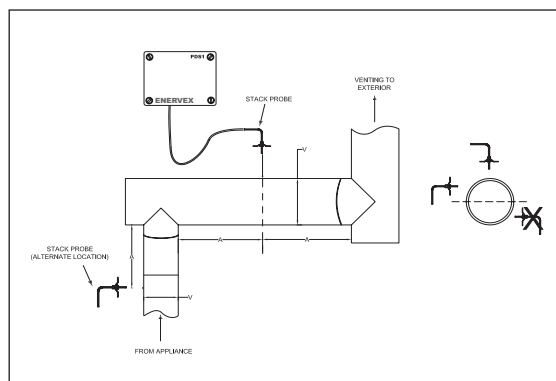 PDS1
ENERVEX
VENTING TO
EXTERIOR
STACK PROBE
V
A
A
STACK PROBE
(ALTERNATE LOCATION)
A
V
FROM APPLIANCE